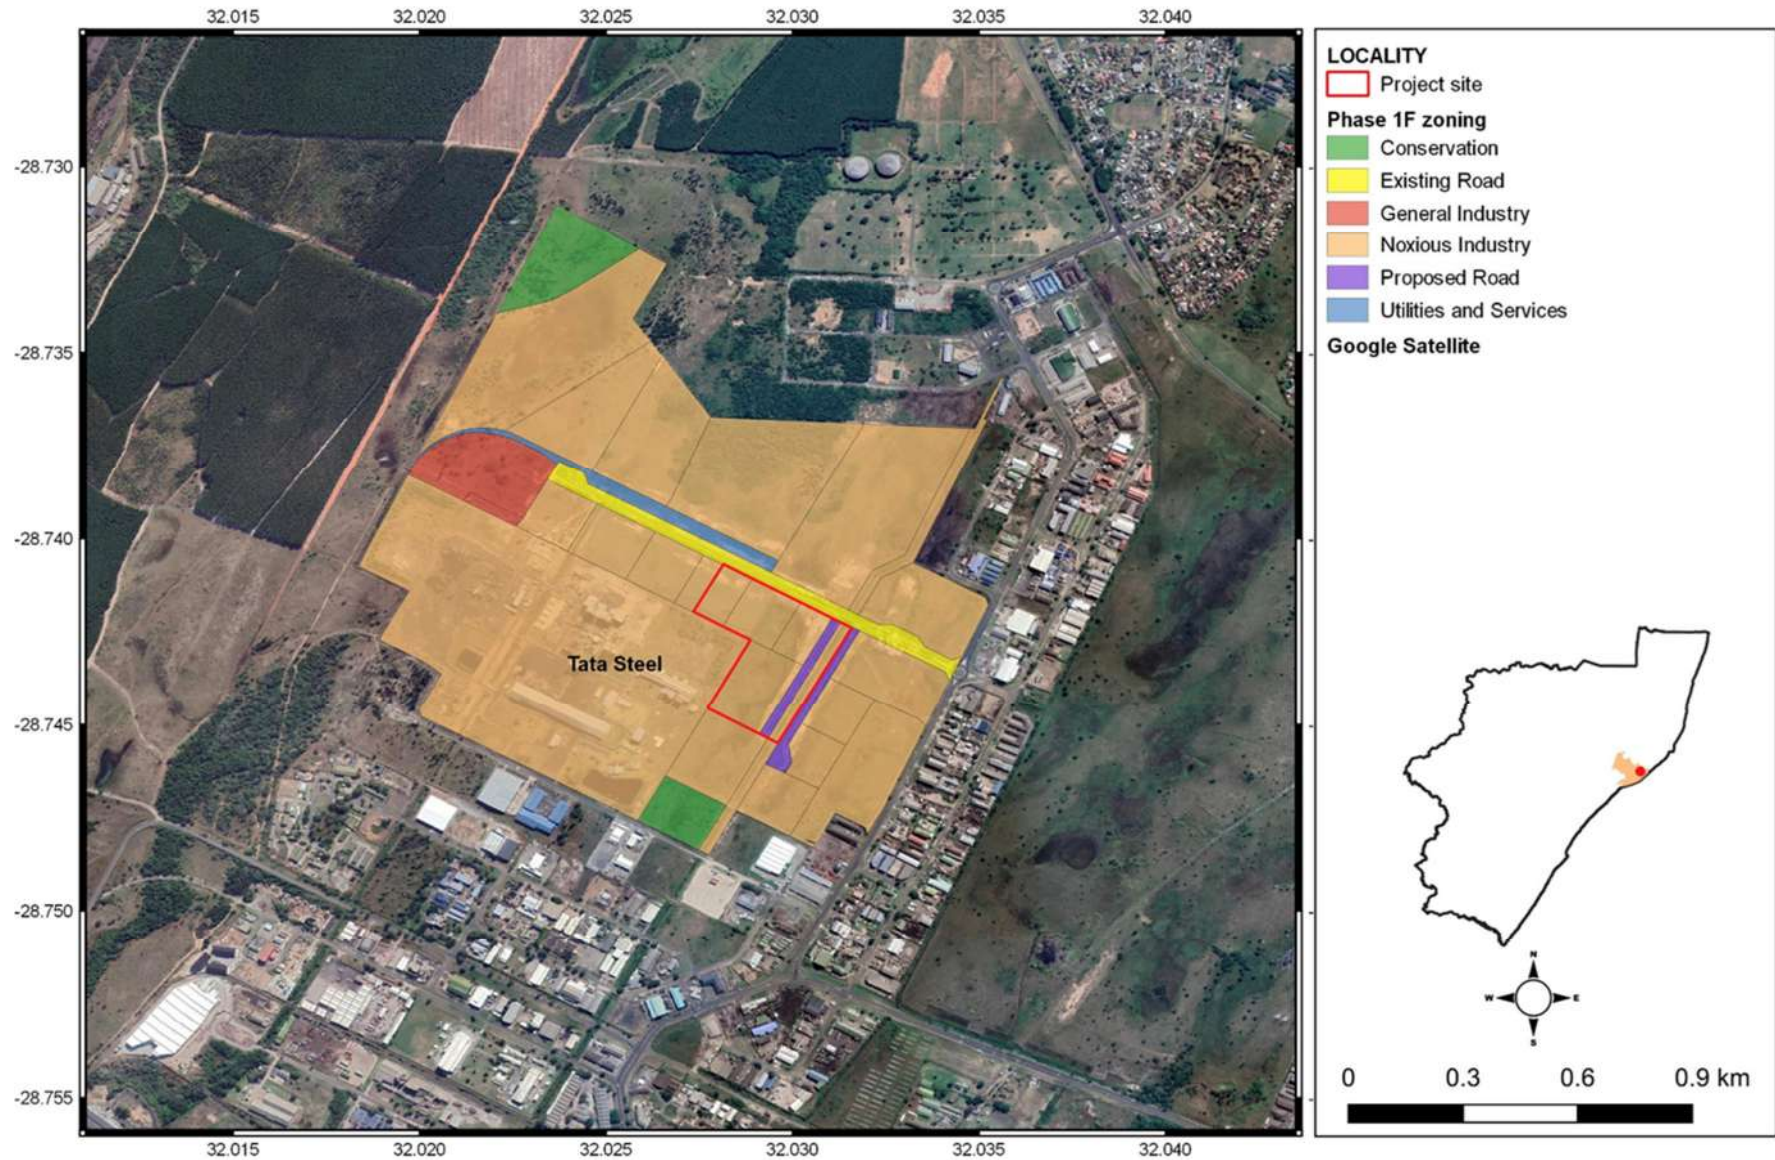 32.015 32.020 32.025 32.030 32.035 32.040
-28.730
-28.735
-28.740
-28.745
-28.750
-28.755
Tata Steel
32.015 32.020 32.025 32.030 32.035 32.040
LOCALITY
Project site
Phase 1F zoning
Conservation
Existing Road
General Industry
Noxious Industry
Proposed Road
Utilities and Services
Google Satellite
N
W E
S
0 0.3 0.6 0.9 km